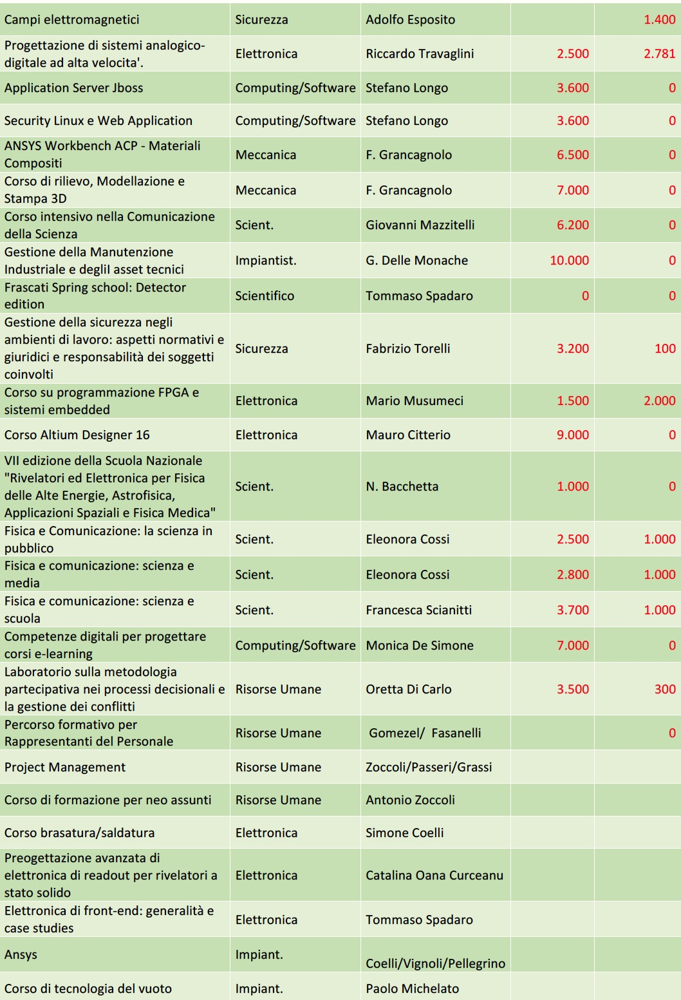 Campi elettromagnetici Sicurezza Adolfo Esposito 1.400
Progettazione di sistemi analogico-
digitale ad alta velocita'. Elettronica Riccardo Travaglini 2.500 2.781
Application Server Jboss Computing/Software Stefano Longo 3.600 0
Security Linux e Web Application Computing/Software Stefano Longo 3.600 0
ANSYS Workbench ACP - Materiali
Compositi Meccanica F. Grancagnolo 6.500 0
Corso di rilievo, Modellazione e
Stampa 3D Meccanica F. Grancagnolo 7.000 0
Corso intensivo nella Comunicazione
della Scienza Scient. Giovanni Mazzitelli 6.200 0
Gestione della Manutenzione
Industriale e degliI asset tecnici Impiantist. G. Delle Monache 10.000 0
Frascati Spring school: Detector
edition Scientifico Tommaso Spadaro 0 0
Gestione della sicurezza negli
ambienti di lavoro: aspetti normativi e
giuridici e responsabilità dei soggetti
coinvolti Sicurezza Fabrizio Torelli 3.200 100
Corso su programmazione FPGA e
sistemi embedded Elettronica Mario Musumeci 1.500 2.000
Corso Altium Designer 16 Elettronica Mauro Citterio 9.000 0
VII edizione della Scuola Nazionale
"Rivelatori ed Elettronica per Fisica
delle Alte Energie, Astrofisica,
Applicazioni Spaziali e Fisica Medica" Scient. N. Bacchetta 1.000 0
Fisica e Comunicazione: la scienza in
pubblico Scient. Eleonora Cossi 2.500 1.000
Fisica e comunicazione: scienza e
media Scient. Eleonora Cossi 2.800 1.000
Fisica e comunicazione: scienza e
scuola Scient. Francesca Scianitti 3.700 1.000
Competenze digitali per progettare
corsi e-learning Computing/Software Monica De Simone 7.000 0
Laboratorio sulla metodologia
partecipativa nei processi decisionali e
la gestione dei conflitti Risorse Umane Oretta Di Carlo 3.500 300
Percorso formativo per
Rappresentanti del Personale Risorse Umane Gomezel/ Fasanelli 0
Project Management Risorse Umane Zoccoli/Passeri/Grassi
Corso di formazione per neo assunti Risorse Umane Antonio Zoccoli
Corso brasatura/saldatura Elettronica Simone Coelli
Preogettazione avanzata di
elettronica di readout per rivelatori a
stato solido Elettronica Catalina Oana Curceanu
Elettronica di front-end: generalità e
case studies Elettronica Tommaso Spadaro
Ansys Impiant. Coelli/Vignoli/Pellegrino
Corso di tecnologia del vuoto Impiant. Paolo Michelato